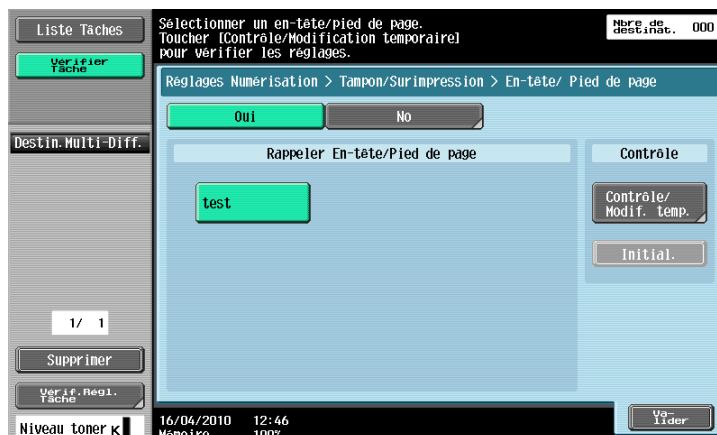 Liste Tâches
Vérifier
Tâche
Destin.Multi-Diff.
1/ 1
Supprimer
Vérif.Régl.
Tâche
Niveau toner K
Sélectionner un en-tête/pied de page.
Toucher [Contrôle/Modification temporaire]
pour vérifier les réglages.
Nbre de
destinat. 000
Réglages Numérisation > Tampon/Surimpression > En-tête/ Pied de page
Oui
No
Rappeler En-tête/Pied de page
test
Contrôle
Contrôle/
Modif. temp.
Initial.
16/04/2010 12:46
Mémoire 100%
Va-
lider